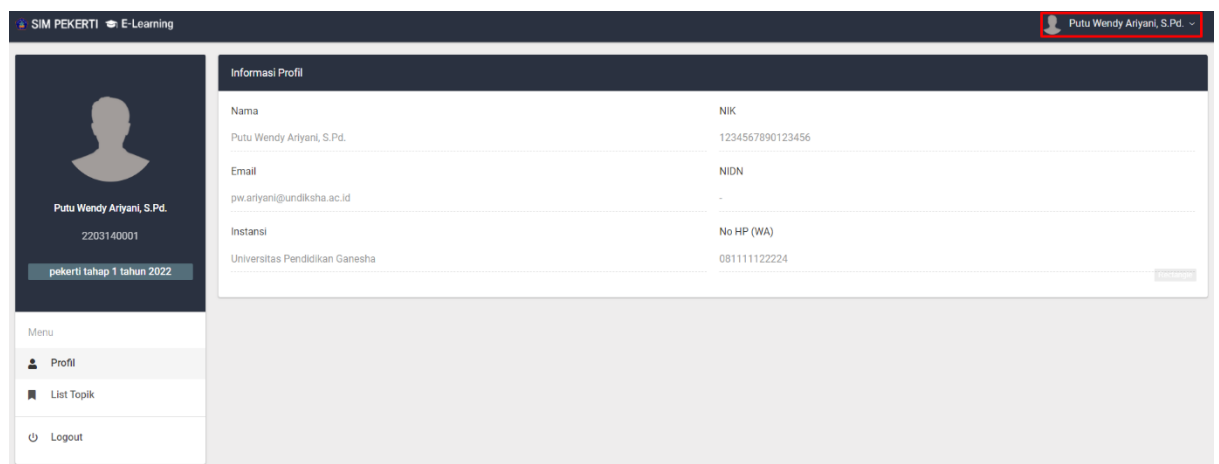 SIM PEKERTI E-Learning
Putu Wendy Ariyani, S.Pd.
Putu Wendy Ariyani, S.Pd.
2203140001
pekerti tahap 1 tahun 2022
Menu
Profil
List Topik
Logout
Informasi Profil
Nama
Putu Wendy Ariyani, S.Pd.
NIK
1234567890123456
Email
pw.ariyani@undiksha.ac.id
NIDN
-
Instansi
Universitas Pendidikan Ganesha
No HP (WA)
081111122224